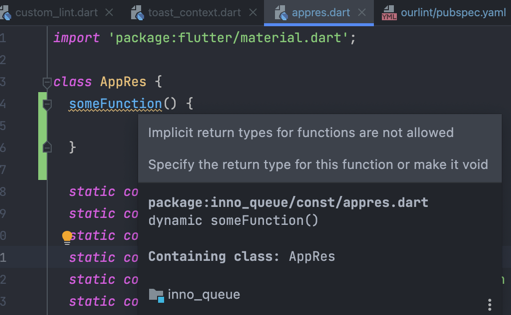 custom_lint.dart
toast_context.dart
appres.dart
YML
ourlint/pubspec.yaml
1
import 'package:flutter/material.dart';
2
3
class AppRes {
4
someFunction() {
5
6
}
7
Implicit return types for functions are not allowed
Specify the return type for this function or make it void
package:inno_queue/const/appres.dart
dynamic someFunction()
Containing class: AppRes
inno_queue
8
static co
9
static co
0
static co
1
static co
2
static co
3
static co